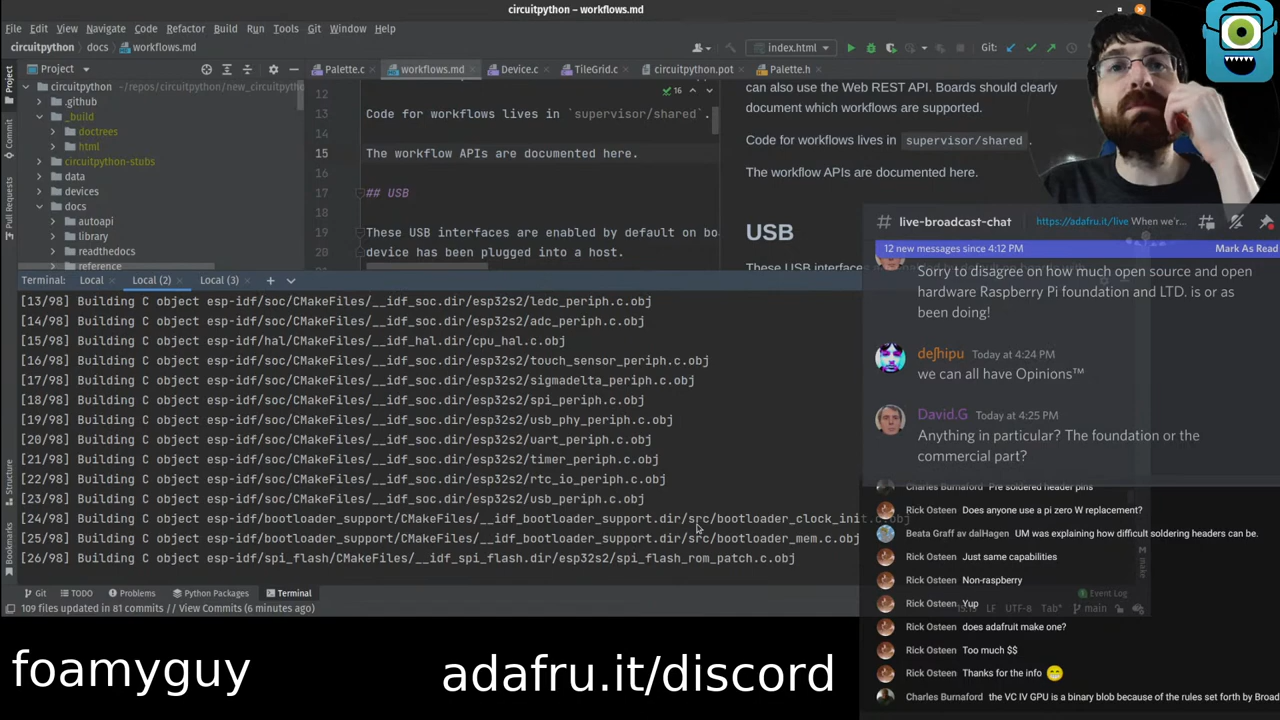 circuitpython - workflows.md
File Edit View Navigate Code Refactor Build Run Tools Git Window Help
circuitpython docs workflows.md
index.html
Git:
Project
Palette.c
workflows.md
Device.c
TileGrid.c
circuitpython.pot
Palette.h
circuitpython ~/repos/circuitpython/new_circuitpython
.github
_build
doctrees
html
circuitpython-stubs
data
devices
docs
autoapi
library
readthedocs
reference
Project
Commit
Pull Requests
Structure
Bookmarks
16
12
13 Code for workflows lives in `supervisor/shared`.
14
15 The workflow APIs are documented here.
16
17 ## USB
18
19 These USB interfaces are enabled by default on boa
20 device has been plugged into a host.
21
can also use the Web REST API. Boards should clearly
document which workflows are supported.
Code for workflows lives in supervisor/shared .
The workflow APIs are documented here.
USB
These USB interfaces
# live-broadcast-chat
https://adafru.it/live When we'r...
12 new messages since 4:12 PM
Mark As Read
Sorry to disagree on how much open source and open
hardware Raspberry Pi foundation and LTD. is or as
been doing!
deʃhipu Today at 4:24 PM
we can all have Opinions™
David.G Today at 4:25 PM
Anything in particular? The foundation or the
commercial part?
Terminal: Local Local (2) Local (3)
[13/98] Building C object esp-idf/soc/CMakeFiles/__idf_soc.dir/esp32s2/ledc_periph.c.obj
[14/98] Building C object esp-idf/soc/CMakeFiles/__idf_soc.dir/esp32s2/adc_periph.c.obj
[15/98] Building C object esp-idf/hal/CMakeFiles/__idf_hal.dir/cpu_hal.c.obj
[16/98] Building C object esp-idf/soc/CMakeFiles/__idf_soc.dir/esp32s2/touch_sensor_periph.c.obj
[17/98] Building C object esp-idf/soc/CMakeFiles/__idf_soc.dir/esp32s2/sigmadelta_periph.c.obj
[18/98] Building C object esp-idf/soc/CMakeFiles/__idf_soc.dir/esp32s2/spi_periph.c.obj
[19/98] Building C object esp-idf/soc/CMakeFiles/__idf_soc.dir/esp32s2/usb_phy_periph.c.obj
[20/98] Building C object esp-idf/soc/CMakeFiles/__idf_soc.dir/esp32s2/uart_periph.c.obj
[21/98] Building C object esp-idf/soc/CMakeFiles/__idf_soc.dir/esp32s2/timer_periph.c.obj
[22/98] Building C object esp-idf/soc/CMakeFiles/__idf_soc.dir/esp32s2/rtc_io_periph.c.obj
[23/98] Building C object esp-idf/soc/CMakeFiles/__idf_soc.dir/esp32s2/usb_periph.c.obj
[24/98] Building C object esp-idf/bootloader_support/CMakeFiles/__idf_bootloader_support.dir/src/bootloader_clock_init.c.obj
[25/98] Building C object esp-idf/bootloader_support/CMakeFiles/__idf_bootloader_support.dir/src/bootloader_mem.c.obj
[26/98] Building C object esp-idf/spi_flash/CMakeFiles/__idf_spi_flash.dir/esp32s2/spi_flash_rom_patch.c.obj
Charles Burnaford Pre soldered header pins
Rick Osteen Does anyone use a pi zero W replacement?
Beata Graff av dalHagen UM was explaining how difficult soldering headers can be.
Rick Osteen Just same capabilities
Rick Osteen Non-raspberry
Rick Osteen Yup
Rick Osteen does adafruit make one?
Rick Osteen Too much $$
Rick Osteen Thanks for the info 😁
Charles Burnaford the VC IV GPU is a binary blob because of the rules set forth by Broad
make
Git TODO Problems Python Packages Terminal
Event Log
109 files updated in 81 commits // View Commits (6 minutes ago)
LF UTF-8 Tab* main
foamyguy
adafru.it/discord